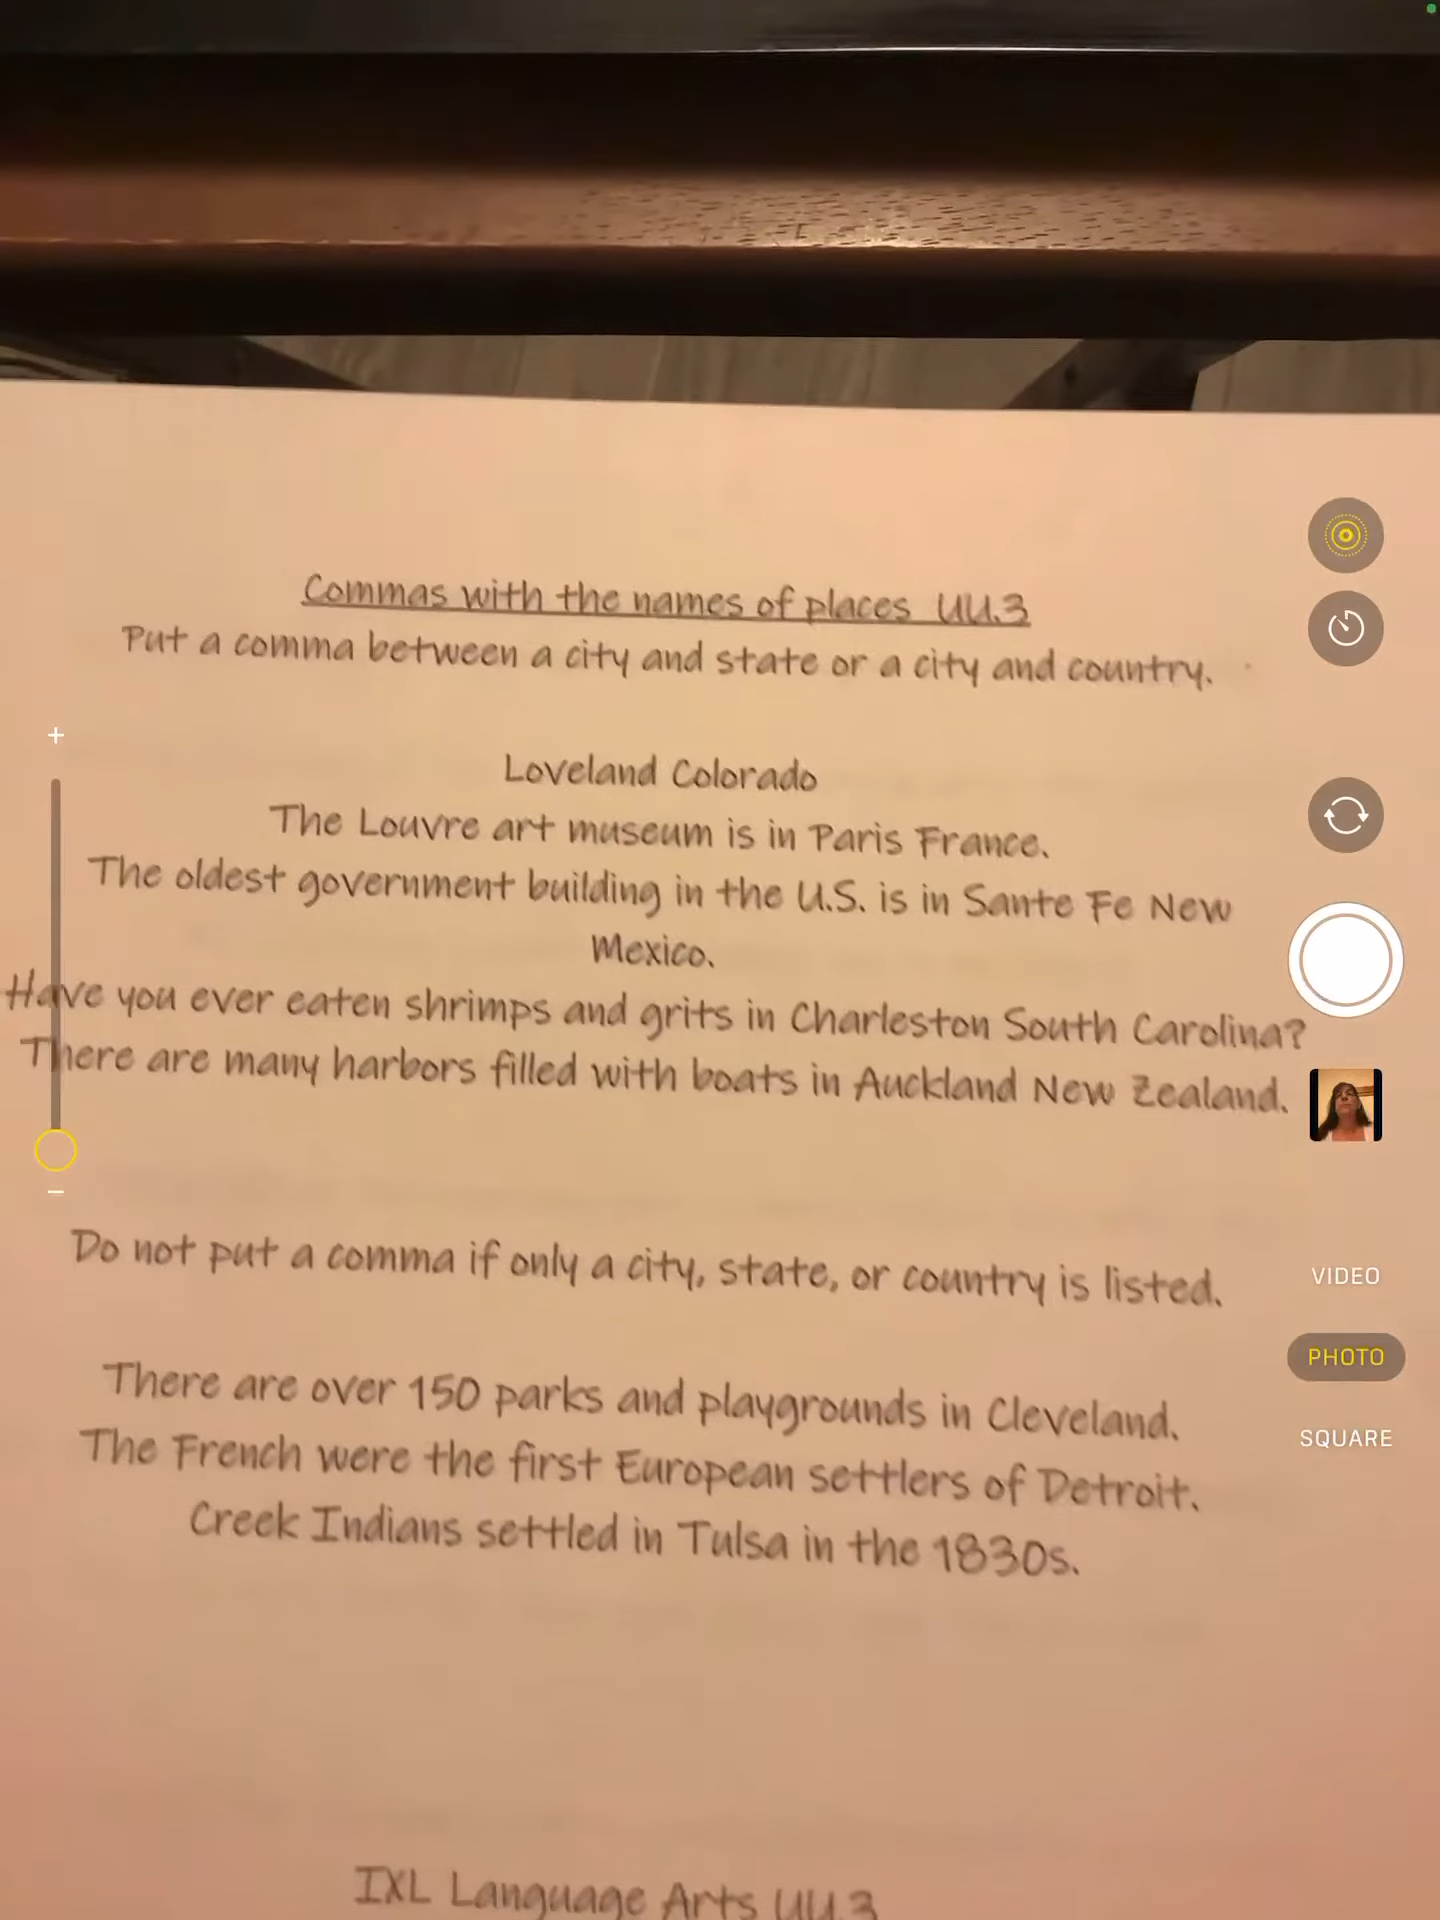 Commas with the names of places UU.3
Put a comma between a city and state or a city and country.
Loveland Colorado
The Louvre art museum is in Paris France.
The oldest government building in the U.S. is in Sante Fe New
Mexico.
Have you ever eaten shrimps and grits in Charleston South Carolina?
There are many harbors filled with boats in Auckland New Zealand.
Do not put a comma if only a city, state, or country is listed.
There are over 150 parks and playgrounds in Cleveland.
The French were the first European settlers of Detroit.
Creek Indians settled in Tulsa in the 1830s.
IXL Language Arts UU.3
VIDEO
PHOTO
SQUARE